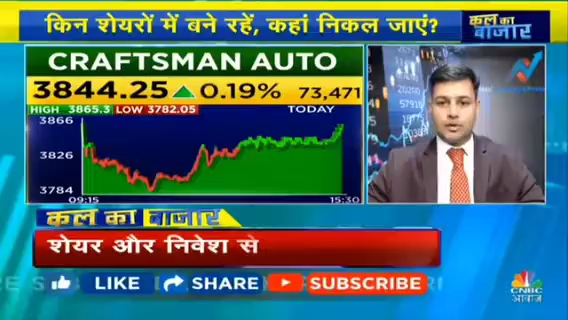 किन शेयरों में बने रहें, कहां निकल जाएं?
कल का
बाजार
CRAFTSMAN AUTO
3844.25 0.19% 73,471
HIGH 3865.3 LOW 3782.05 TODAY
3866
3826
3784
09:15 15:30
कल का बाजार
शेयर और निवेश से
LIKE SHARE SUBSCRIBE
CNBC
आवाज़